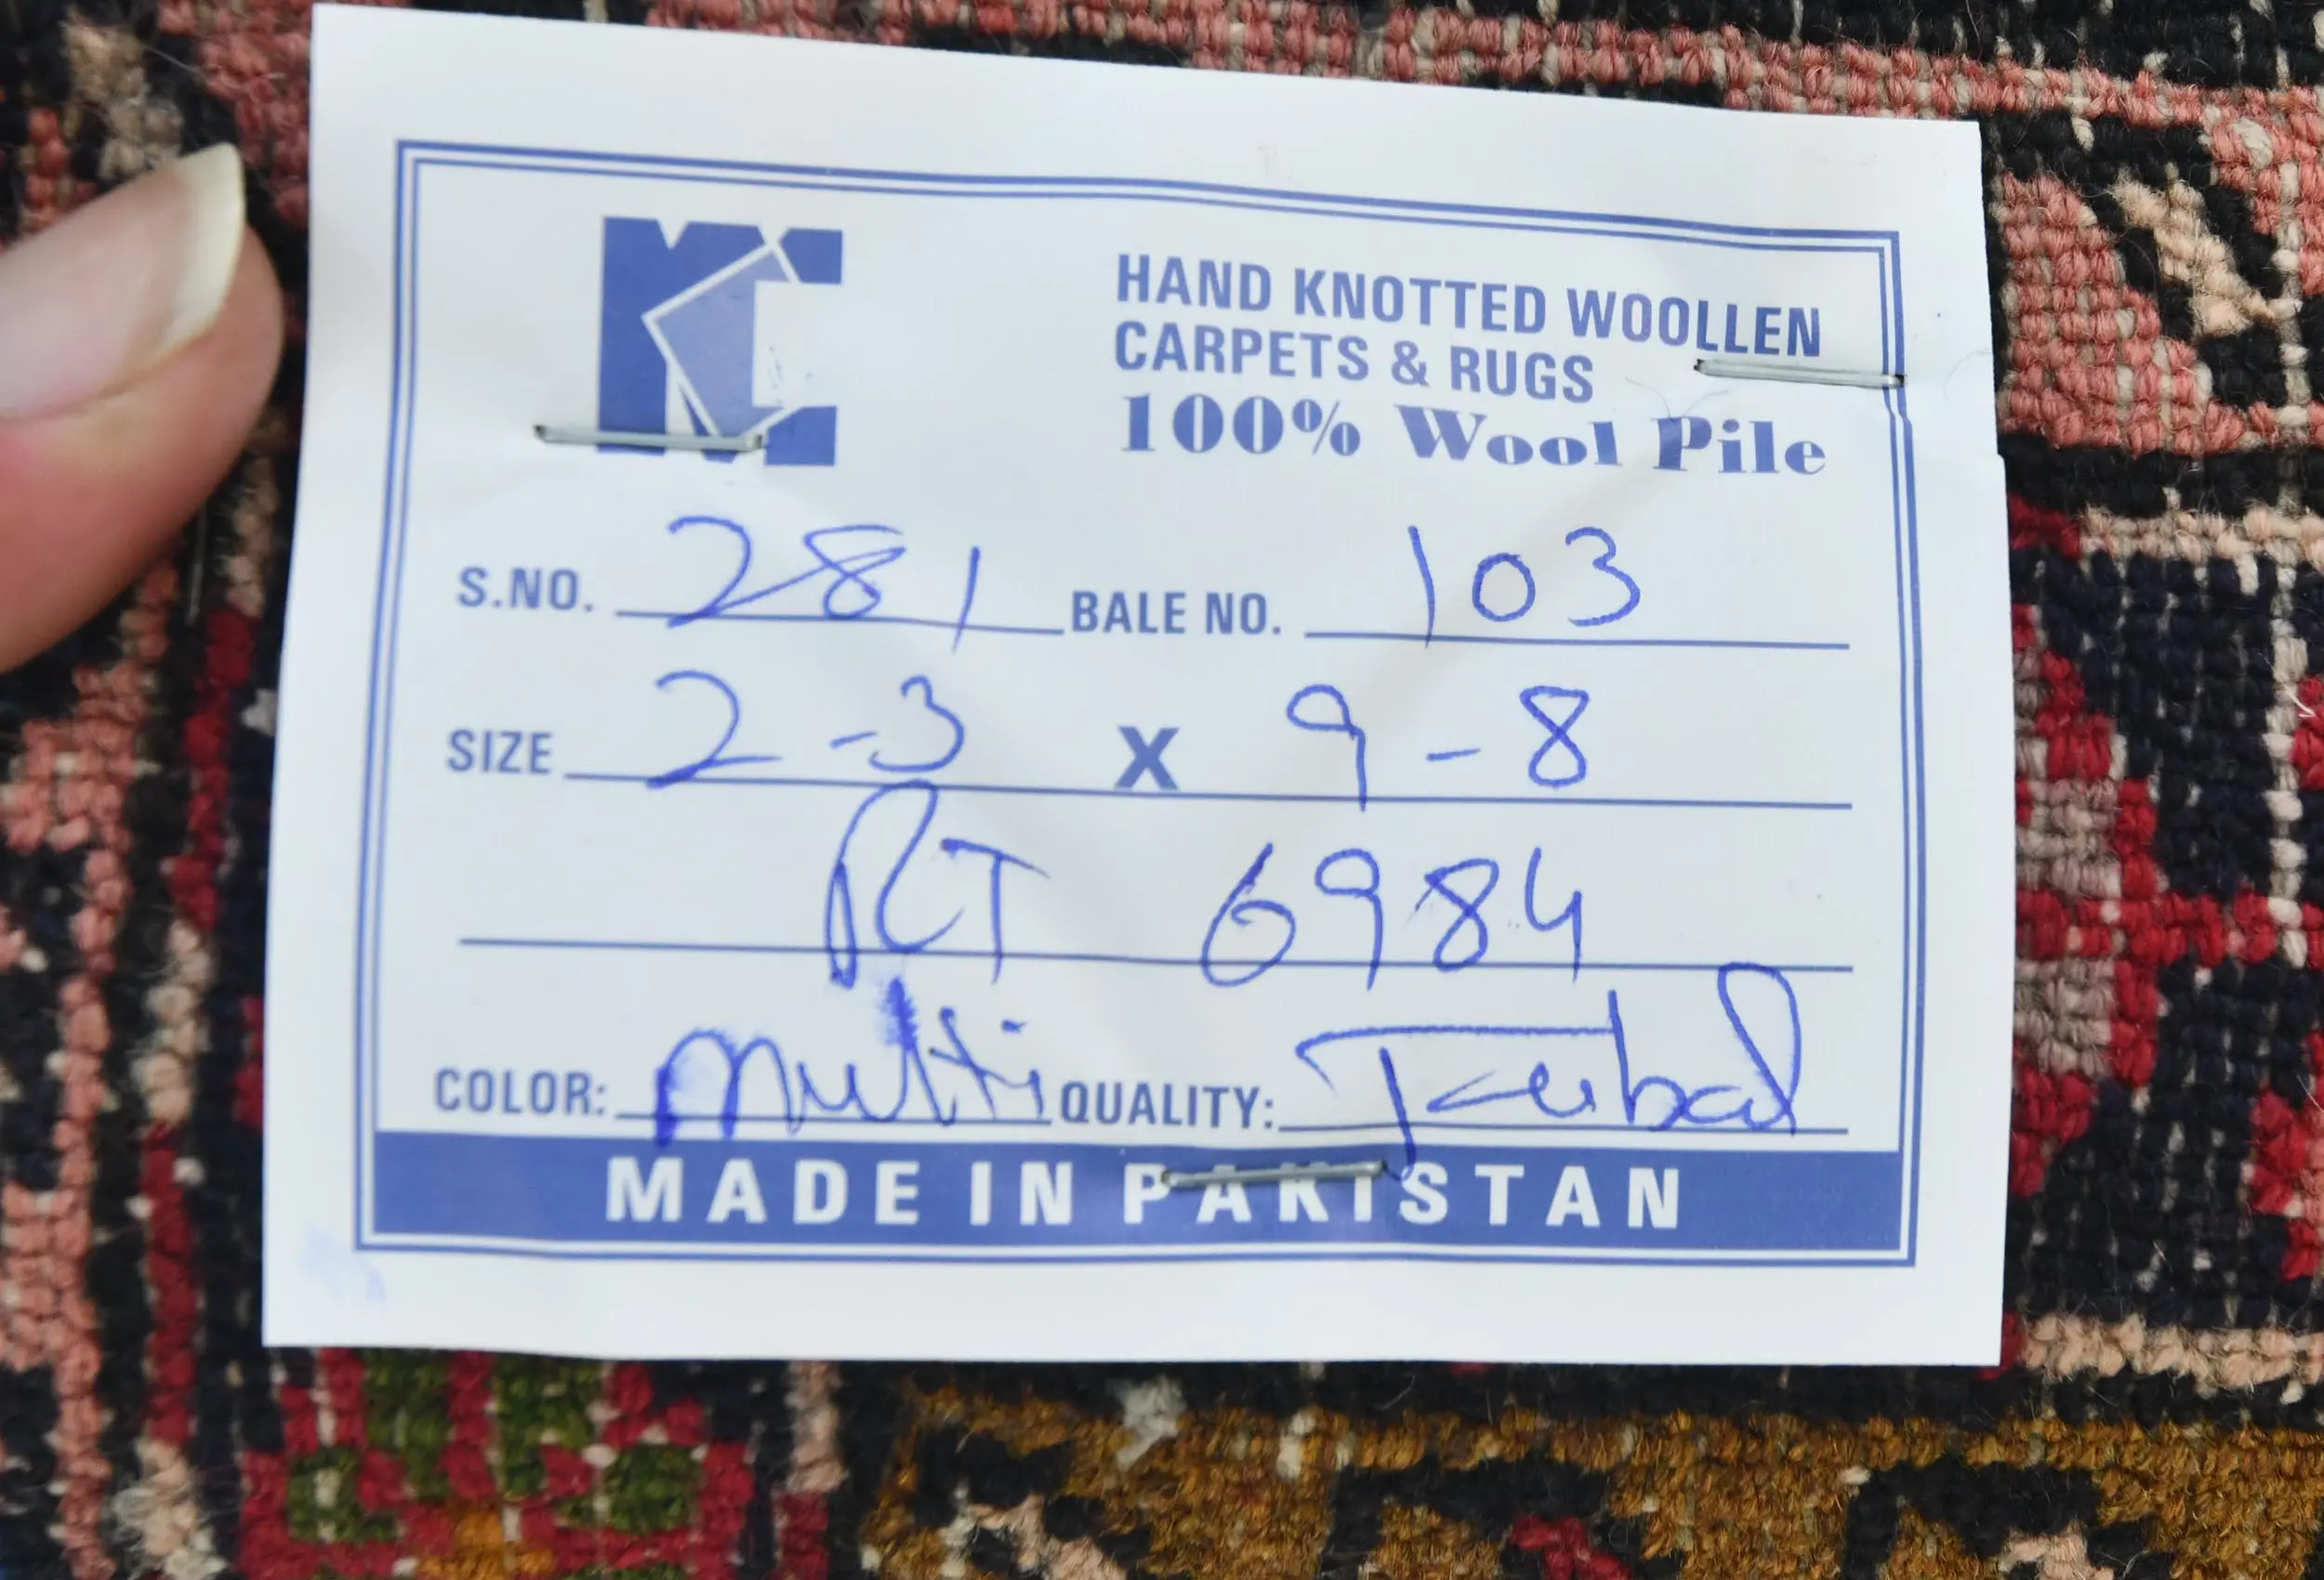 KC
HAND KNOTTED WOOLLEN
CARPETS & RUGS
100% Wool Pile
S.NO. 281 BALE NO. 103
SIZE 2-3 X 9-8
RT 6984
COLOR: multi QUALITY:
MADE IN PAKISTAN